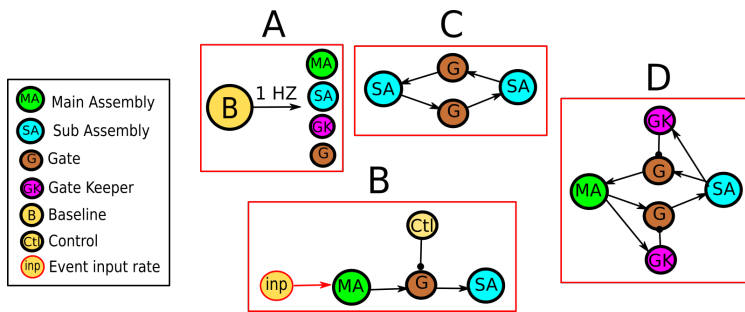 A
C
D
B
MA Main Assembly
SA Sub Assembly
G Gate
GK Gate Keeper
B Baseline
Ctl Control
inp Event input rate
B 1 HZ
MA
SA
GK
G
G
SA SA
G
GK
G
MA SA
G
GK
Ctl
inp MA G SA